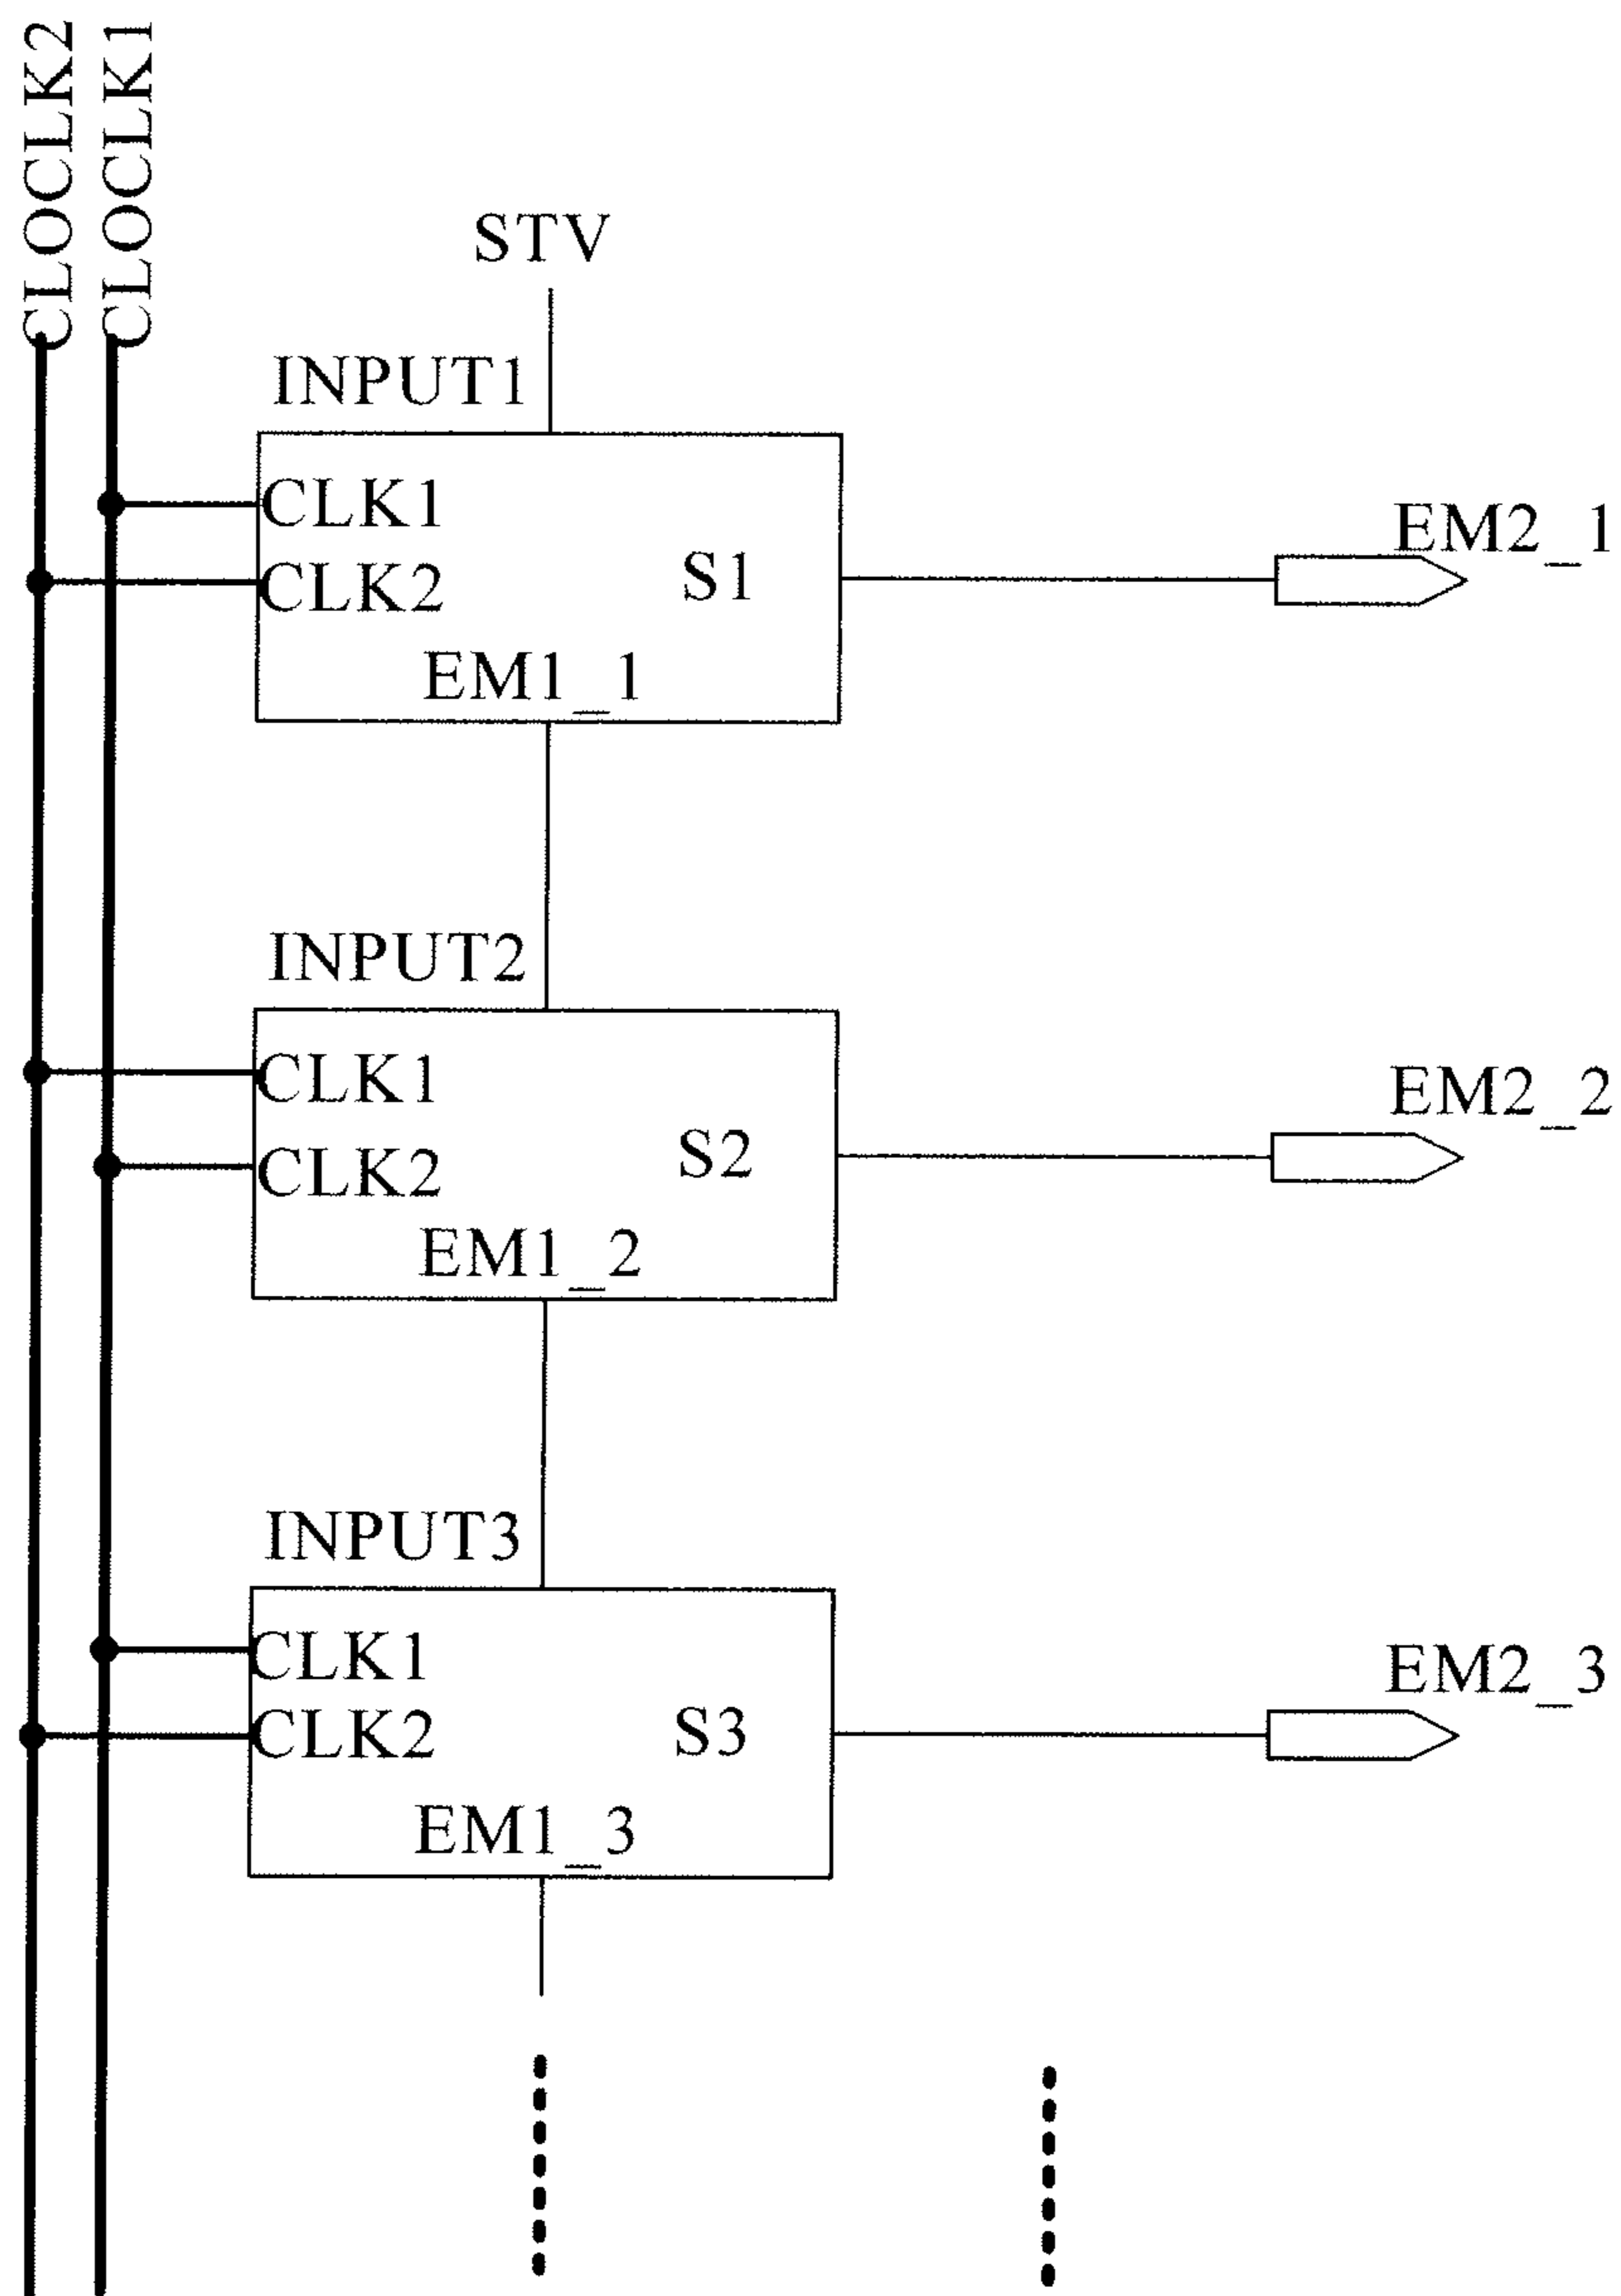 CLOCLK2
CLOCLK1
STV
INPUT1
CLK1
CLK2
S1
EM1_1
EM2_1
INPUT2
CLK1
CLK2
S2
EM1_2
EM2_2
INPUT3
CLK1
CLK2
S3
EM1_3
EM2_3